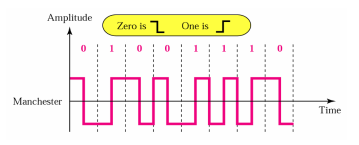 Amplitude
Zero is One is
0 1 0 0 1 1 1 0
Manchester
Time